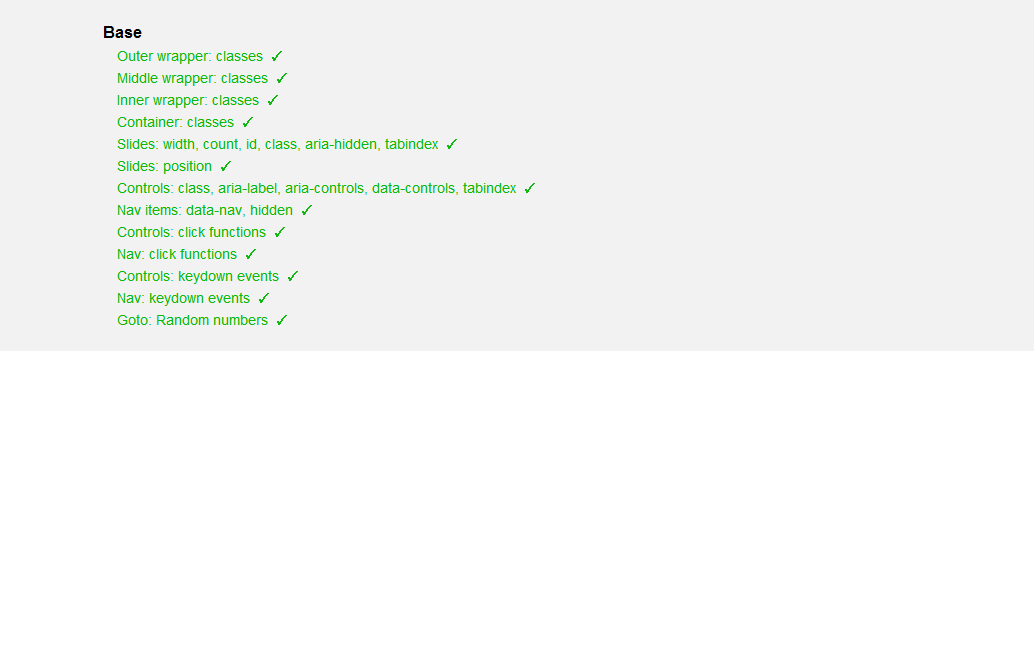 Base
Outer wrapper: classes ✓
Middle wrapper: classes ✓
Inner wrapper: classes ✓
Container: classes ✓
Slides: width, count, id, class, aria-hidden, tabindex ✓
Slides: position ✓
Controls: class, aria-label, aria-controls, data-controls, tabindex ✓
Nav items: data-nav, hidden ✓
Controls: click functions ✓
Nav: click functions ✓
Controls: keydown events ✓
Nav: keydown events ✓
Goto: Random numbers ✓